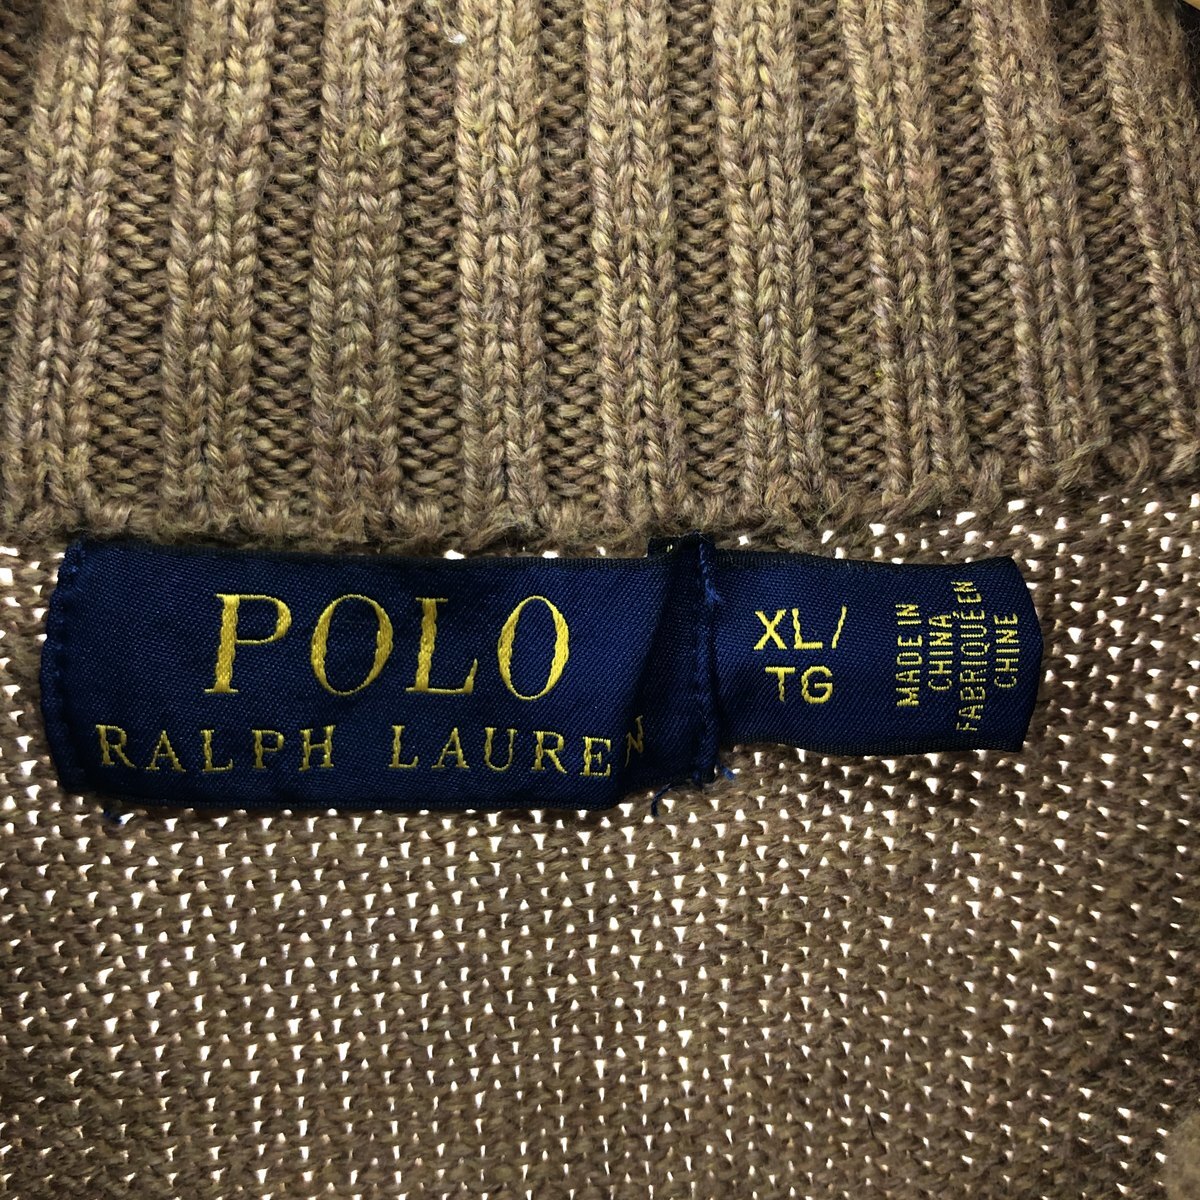 POLO
RALPH LAUREN
XL/
TG
MADE IN
CHINA
FABRIQUÉ EN
CHINE